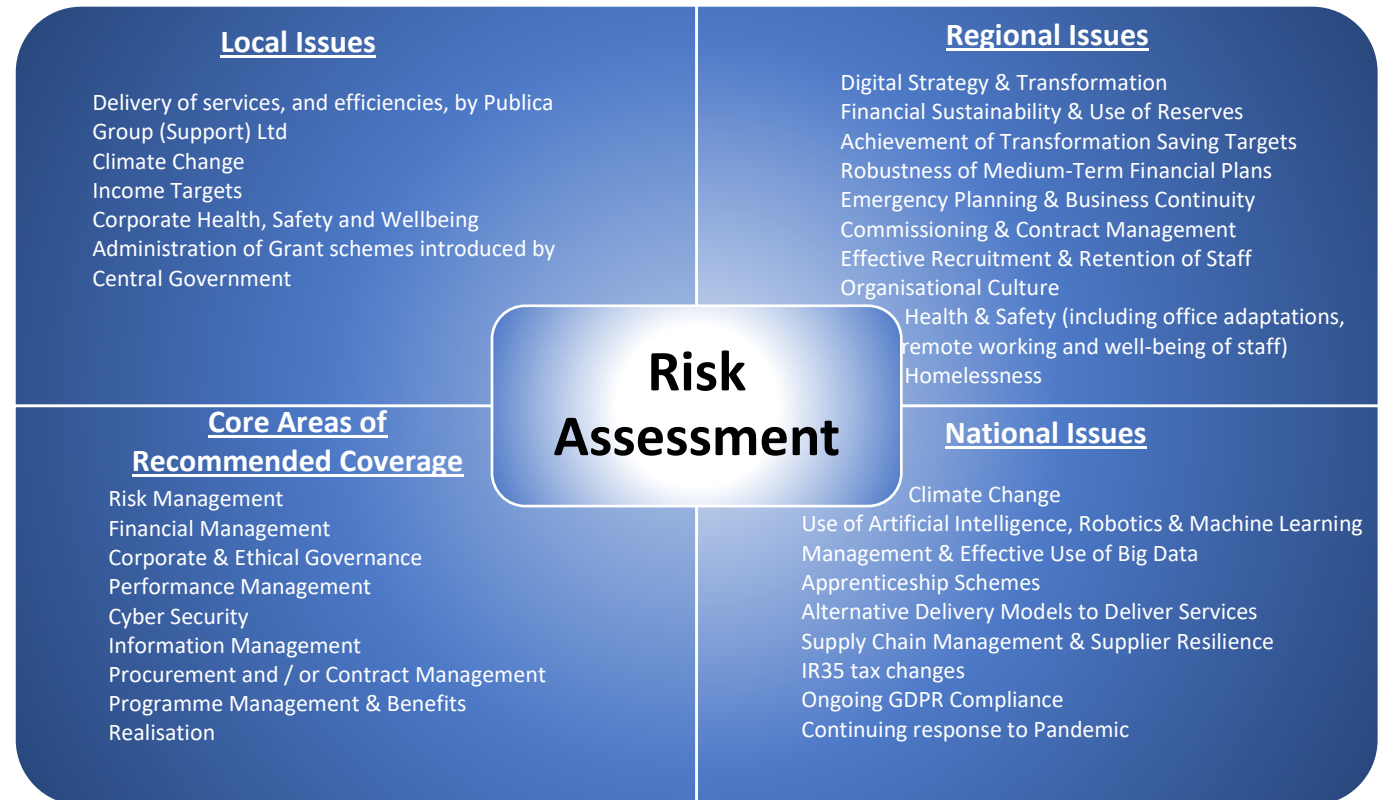 Local Issues
Delivery of services, and efficiencies, by Publica
Group (Support) Ltd
Climate Change
Income Targets
Corporate Health, Safety and Wellbeing
Administration of Grant schemes introduced by
Central Government
Regional Issues
Digital Strategy & Transformation
Financial Sustainability & Use of Reserves
Achievement of Transformation Saving Targets
Robustness of Medium-Term Financial Plans
Emergency Planning & Business Continuity
Commissioning & Contract Management
Effective Recruitment & Retention of Staff
Organisational Culture
Health & Safety (including office adaptations,
remote working and well-being of staff)
Homelessness
Risk
Assessment
Core Areas of
Recommended Coverage
Risk Management
Financial Management
Corporate & Ethical Governance
Performance Management
Cyber Security
Information Management
Procurement and / or Contract Management
Programme Management & Benefits
Realisation
National Issues
Climate Change
Use of Artificial Intelligence, Robotics & Machine Learning
Management & Effective Use of Big Data
Apprenticeship Schemes
Alternative Delivery Models to Deliver Services
Supply Chain Management & Supplier Resilience
IR35 tax changes
Ongoing GDPR Compliance
Continuing response to Pandemic